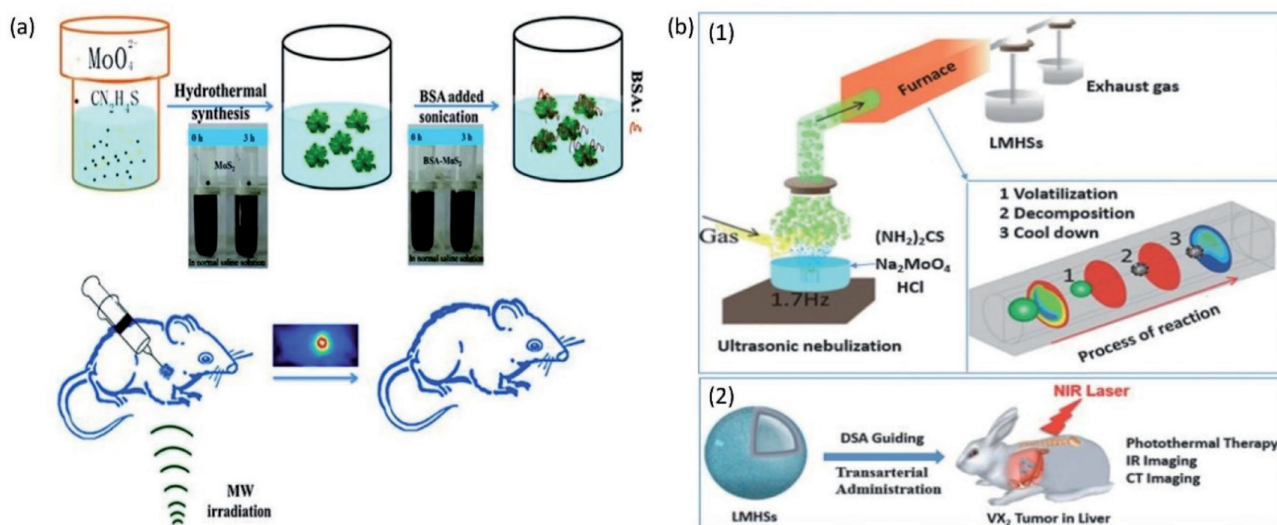 (a)
MoO₄²⁻
CN₂H₄S
Hydrothermal
synthesis
0 h 3 h
MoS₂
In normal saline solution
BSA added
sonication
0 h 3 h
BSA-MoS₂
In normal saline solution
BSA:
MW
irradiation
(b)
(1)
Furnace
Exhaust gas
LMHSs
Gas
(NH₂)₂CS
Na₂MoO₄
HCl
1.7Hz
Ultrasonic nebulization
1 Volatilization
2 Decomposition
3 Cool down
1
2
3
Process of reaction
(2)
LMHSs
DSA Guiding
Transarterial
Administration
NIR Laser
Photothermal Therapy
IR Imaging
CT Imaging
VX₂ Tumor in Liver